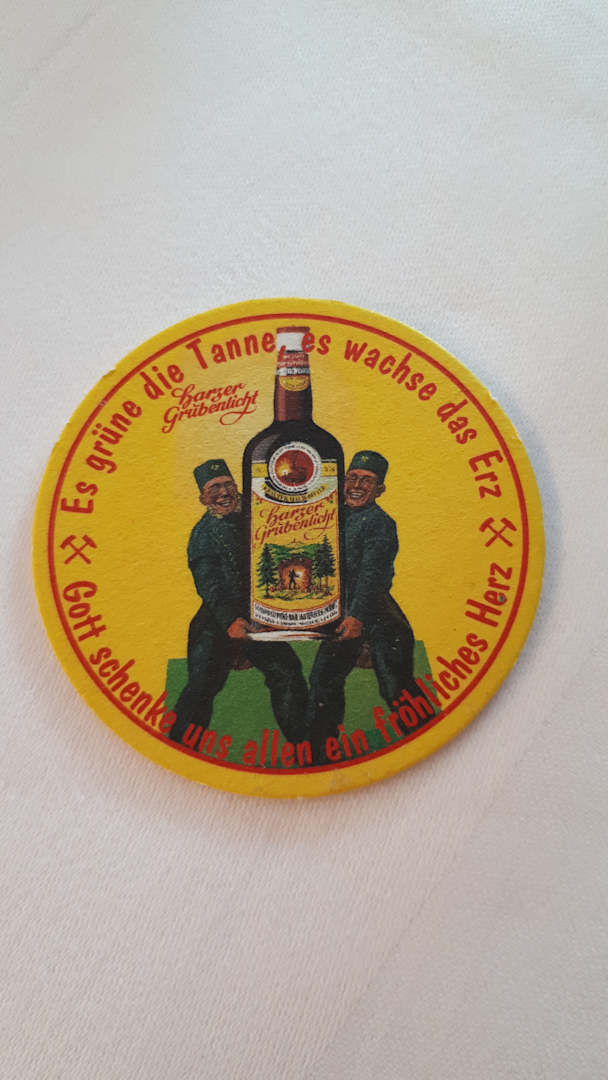 Es grüne die Tanne, es wachse das Erz
Gott schenke uns allen ein fröhliches Herz
Harzer
Grubenlicht
Harzer
Grubenlicht